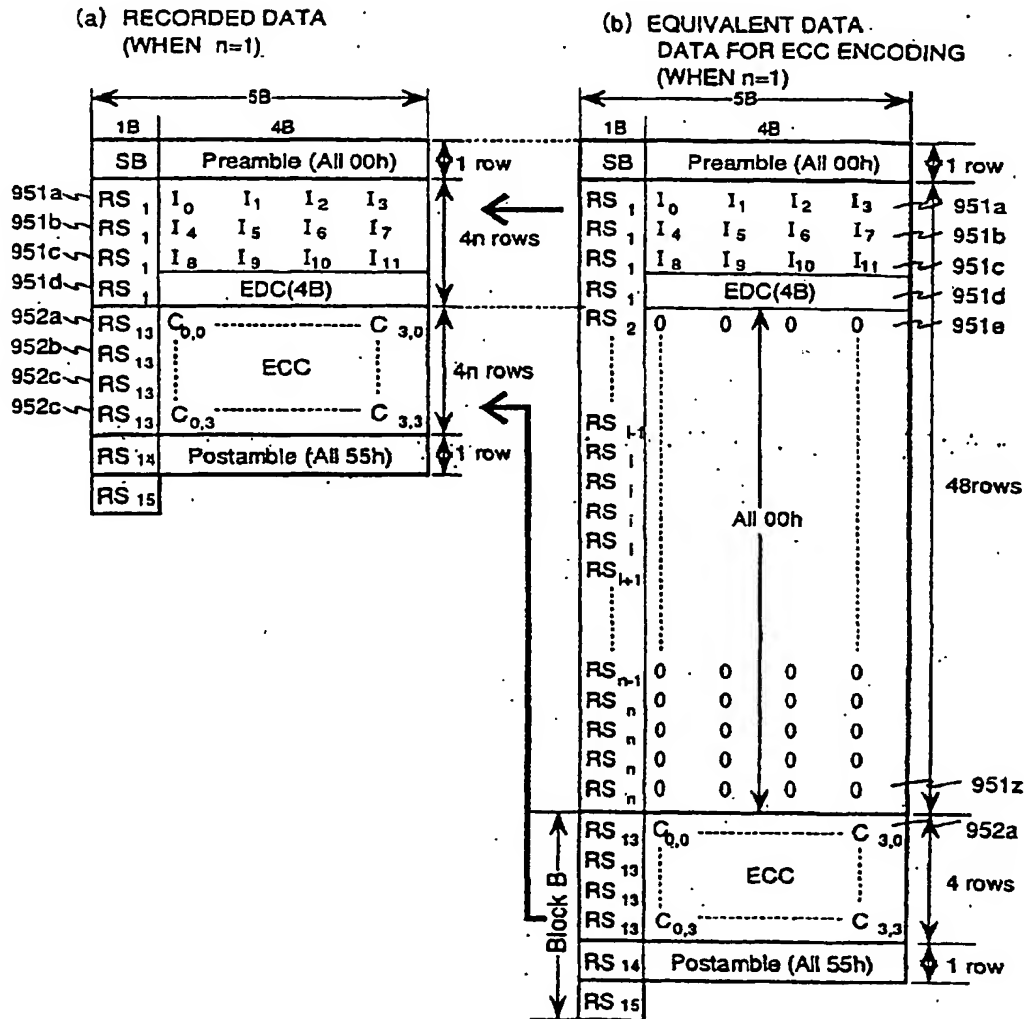 (a) RECORDED DATA
(WHEN n=1)
5B
1B 4B
SB Preamble (All 00h) 1 row
951a RS 1 I0 I1 I2 I3
951b RS 1 I4 I5 I6 I7
951c RS 1 I8 I9 I10 I11
4n rows
951d RS 1 EDC(4B)
952a RS 13 C0,0 C 3,0
952b RS 13
952c RS 13 ECC
4n rows
952c RS 13 C0,3 C 3,3
RS 14 Postamble (All 55h) 1 row
RS 15
(b) EQUIVALENT DATA
DATA FOR ECC ENCODING
(WHEN n=1)
5B
1B 4B
SB Preamble (All 00h) 1 row
RS 1 I0 I1 I2 I3 951a
RS 1 I4 I5 I6 I7 951b
RS 1 I8 I9 I10 I11 951c
RS 1 EDC(4B) 951d
RS 2 0 0 0 0 951e
RS i-1
RS i
RS i
48rows
RS i
All 00h
RS i
RS i+1
RS n-1 0 0 0 0
RS n 0 0 0 0
RS n 0 0 0 0
RS n 0 0 0 0
RS n 0 0 0 0 951z
RS 13 C0,0 C 3,0 952a
RS 13
ECC
RS 13
4 rows
RS 13 C0,3 C 3,3
Block B
RS 14 Postamble (All 55h) 1 row
RS 15